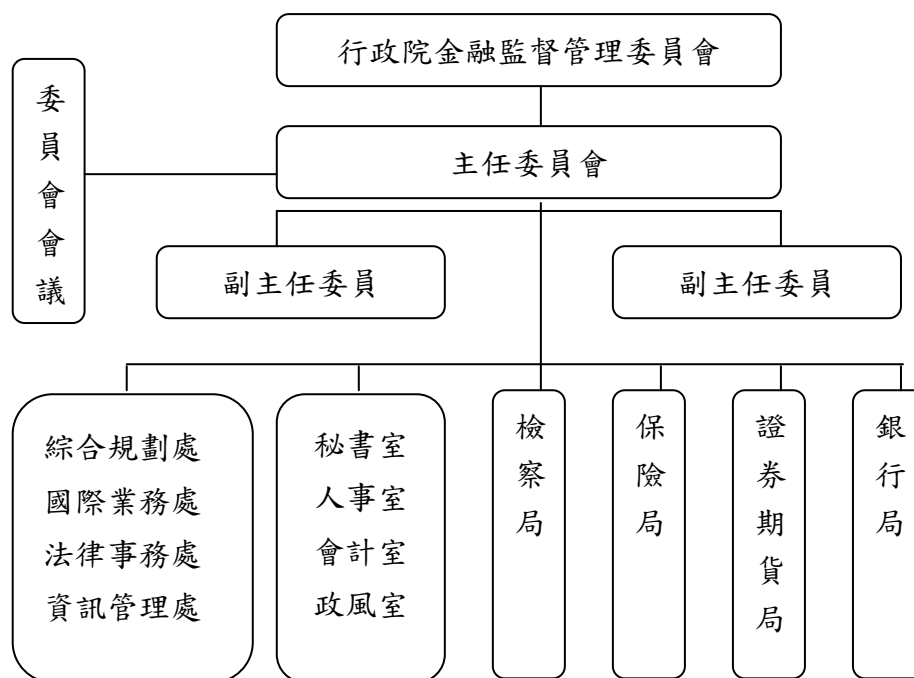 行政院金融監督管理委員會
委員會會議
主任委員會
副主任委員
副主任委員
綜合規劃處
國際業務處
法律事務處
資訊管理處
秘書室
人事室
會計室
政風室
檢察局
保險局
證券期貨局
銀行局